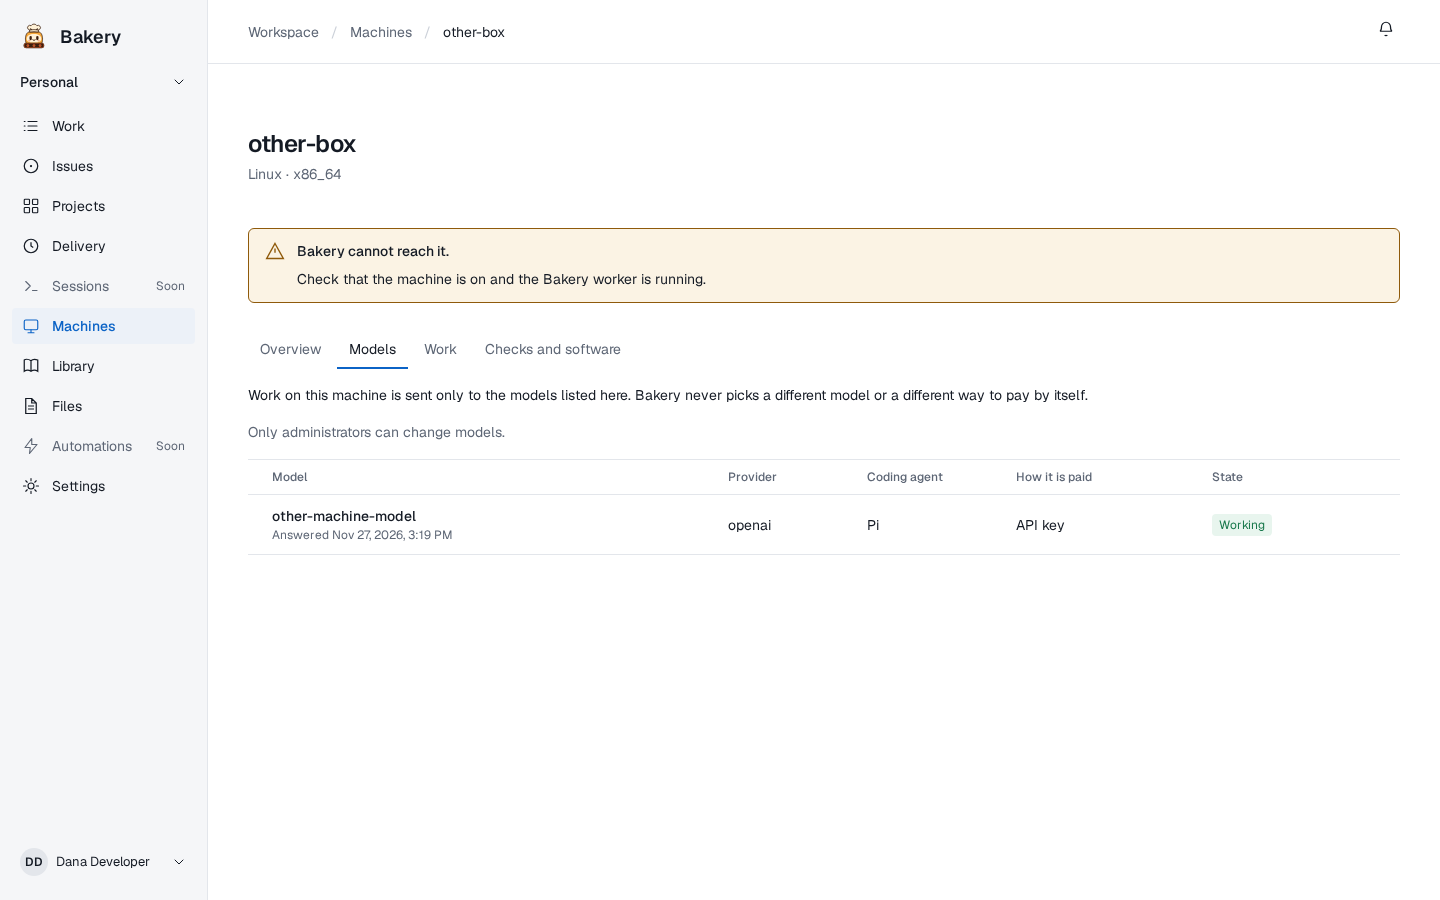 Bakery
Personal
Work
Issues
Projects
Delivery
Sessions Soon
Machines
Library
Files
Automations Soon
Settings
DD Dana Developer
Workspace / Machines / other-box
other-box
Linux · x86_64
Bakery cannot reach it.
Check that the machine is on and the Bakery worker is running.
Overview Models Work Checks and software
Work on this machine is sent only to the models listed here. Bakery never picks a different model or a different way to pay by itself.
Only administrators can change models.
Model Provider Coding agent How it is paid State
other-machine-model openai Pi API key Working
Answered Nov 27, 2026, 3:19 PM